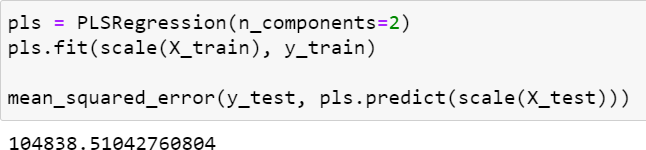 pls = PLSRegression(n_components=2)
pls.fit(scale(X_train), y_train)
mean_squared_error(y_test, pls.predict(scale(X_test)))
104838.51042760804